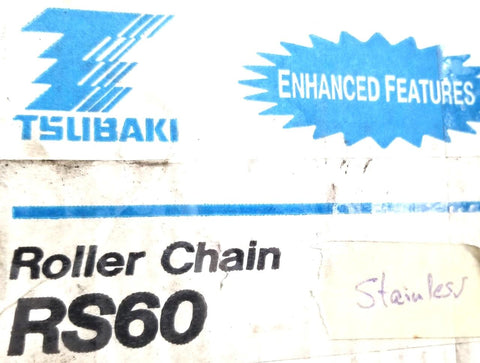 TSUBAKI
ENHANCED FEATURES
Roller Chain
RS60
Stainless